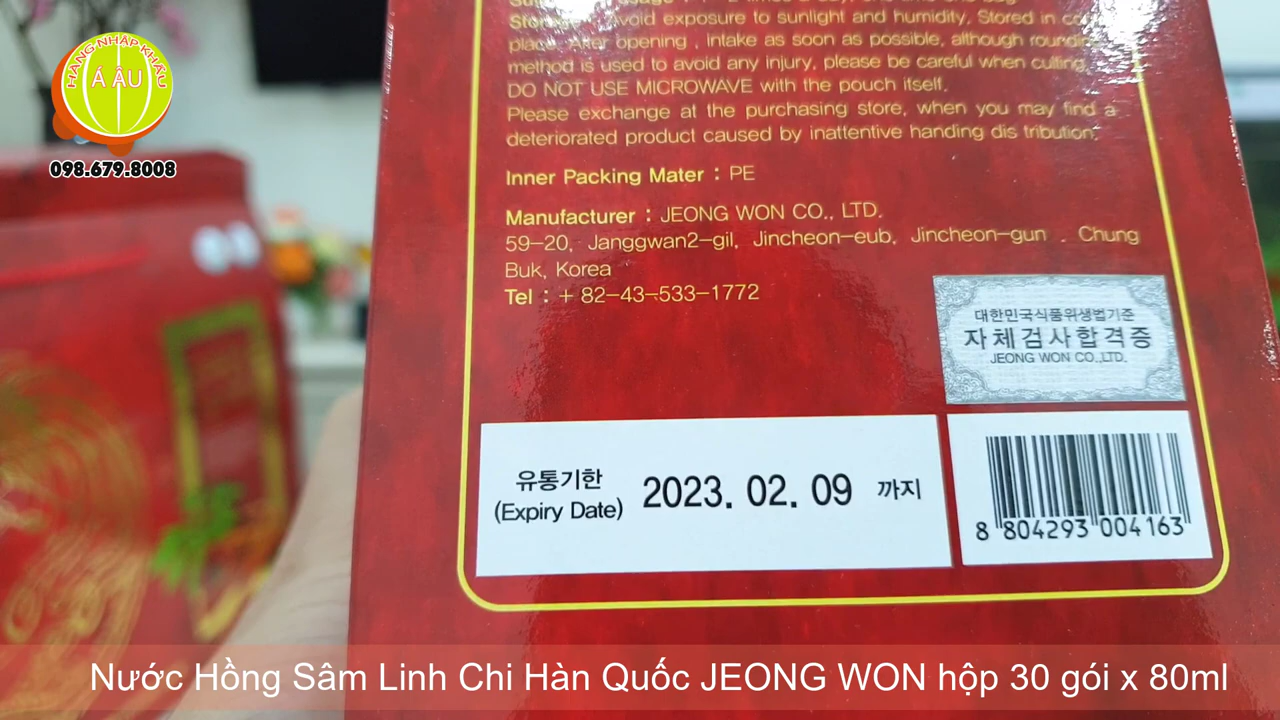 HÀNG NHẬP KHẨU
Á ÂU
098.679.8008
Avoid exposure to sunlight and humidity, Stored in
place. After opening , intake as soon as possible, although
method is used to avoid any injury, please be careful when
DO NOT USE MICROWAVE with the pouch itself,
Please exchange at the purchasing store, when you may find a
deteriorated product caused by inattentive handing dis tribution.
Inner Packing Mater : PE
Manufacturer : JEONG WON CO., LTD.
59-20, Janggwan2-gil, Jincheon-eub, Jincheon-gun . Chung
Buk, Korea
Tel : + 82-43-533-1772
대한민국식품위생법기준
자체검사합격증
JEONG WON CO.,LTD.
유통기한
(Expiry Date) 2023. 02. 09 까지
8 804293 004163
Nước Hồng Sâm Linh Chi Hàn Quốc JEONG WON hộp 30 gói x 80ml